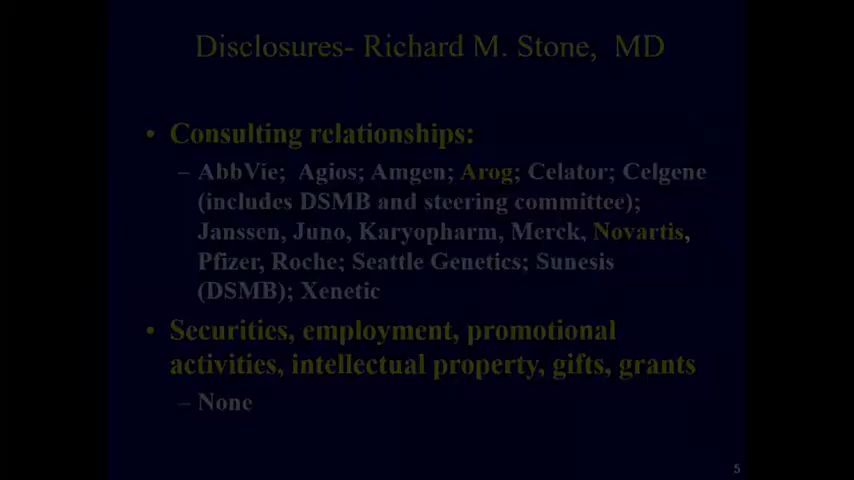 Disclosures- Richard M. Stone, MD
• Consulting relationships:
– AbbVie; Agios; Amgen; Arog; Celator; Celgene
(includes DSMB and steering committee);
Janssen, Juno, Karyopharm, Merck, Novartis,
Pfizer, Roche; Seattle Genetics; Sunesis
(DSMB); Xenetic
• Securities, employment, promotional
activities, intellectual property, gifts, grants
– None
5